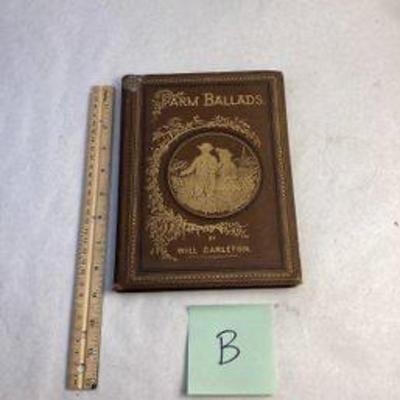 FARM BALLADS.
BY
WILL CARLETON.
B